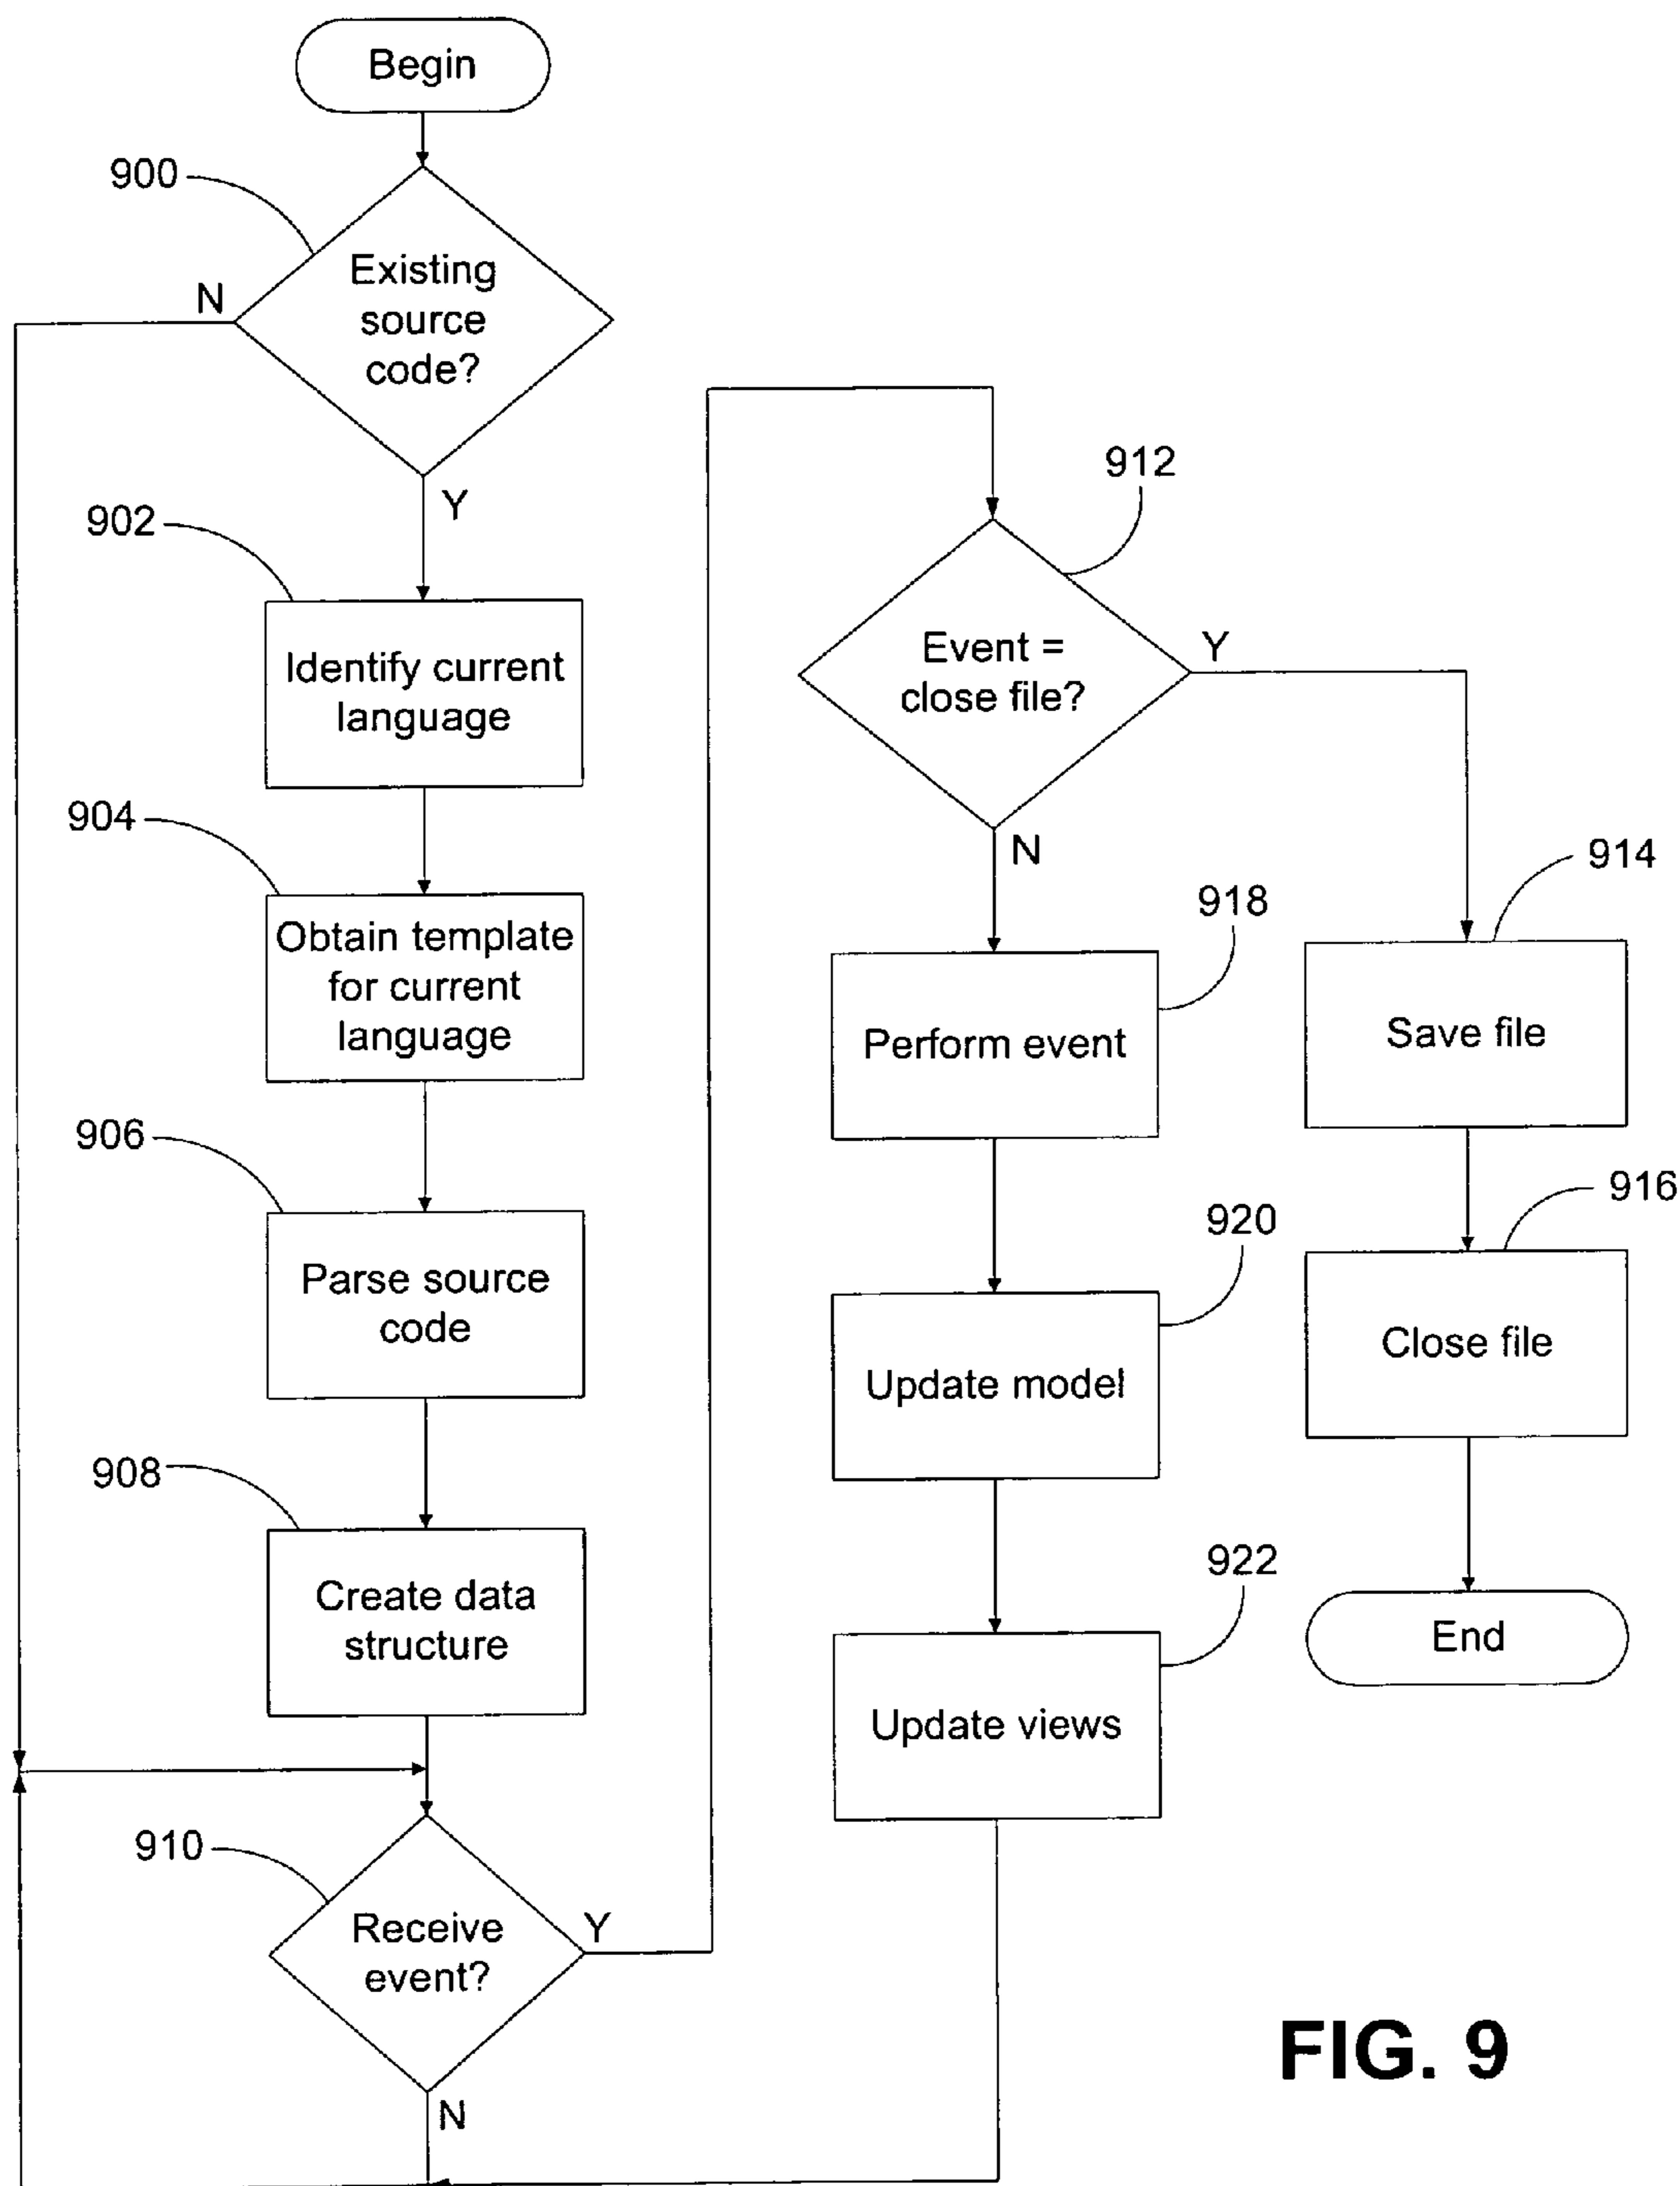 Begin
900
Existing
source
code?
N
Y
902
Identify current
language
904
Obtain template
for current
language
906
Parse source
code
908
Create data
structure
910
Receive
event?
Y
N
912
Event =
close file?
Y
N
914
Save file
916
Close file
End
918
Perform event
920
Update model
922
Update views
FIG. 9